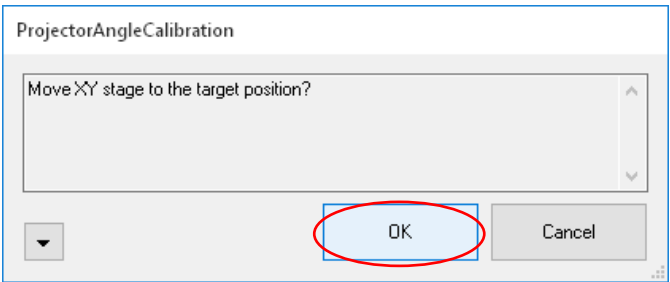 ProjectorAngleCalibration
Move XY stage to the target position?
OK
Cancel